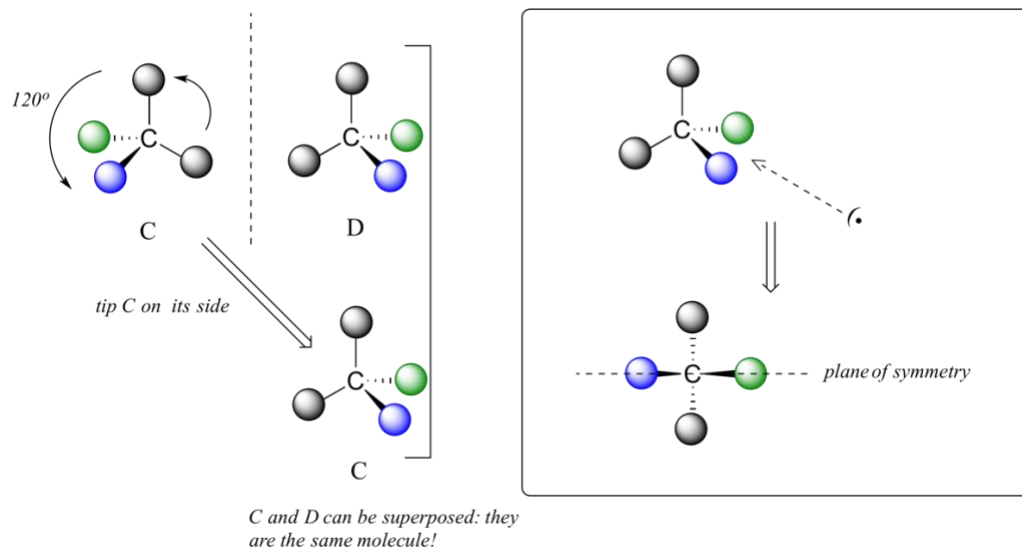 120o
C
C
D
tip C on its side
C
C
C and D can be superposed: they
are the same molecule!
C
C
plane of symmetry